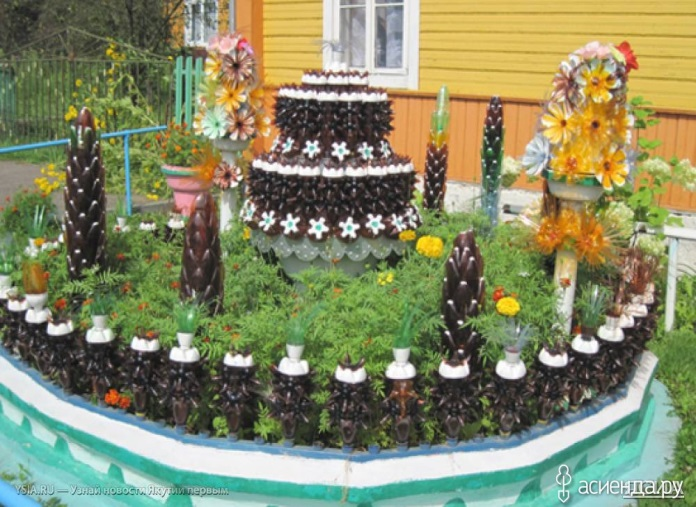 YSIA.RU — Узнай новости Якутии первым
асиенда.ру